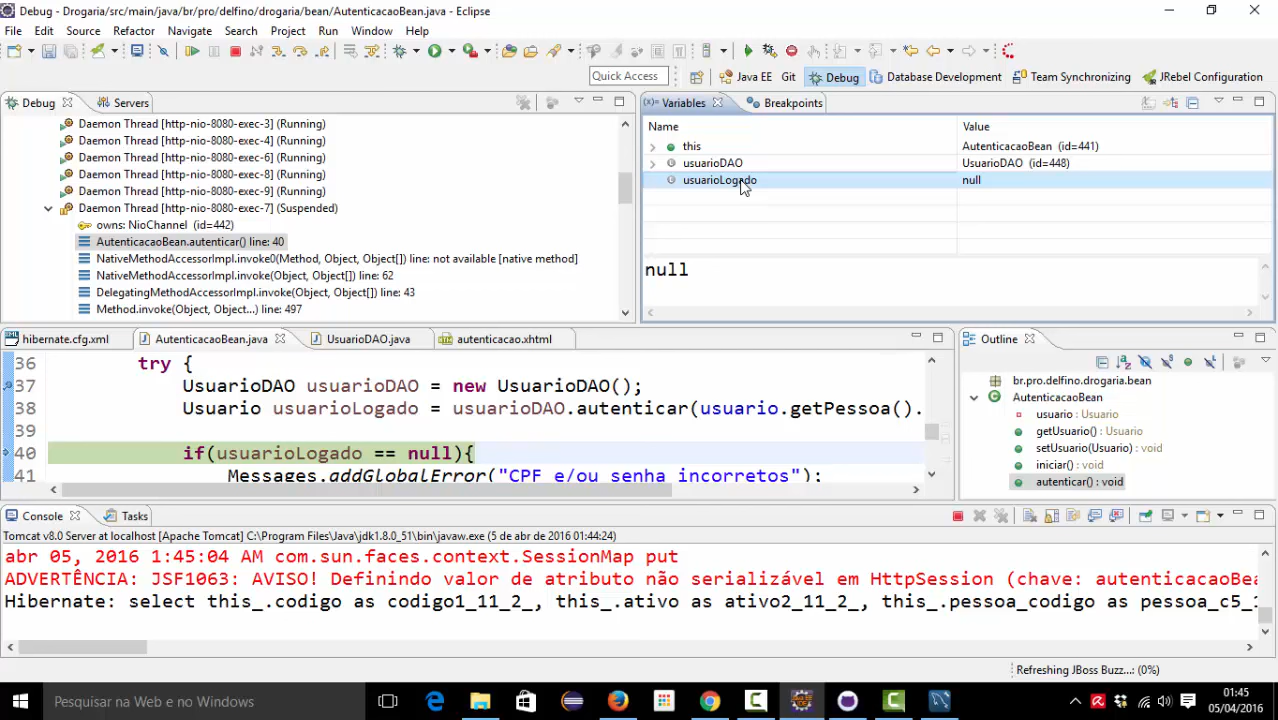 Debug - Drogaria/src/main/java/br/pro/delfino/drogaria/bean/AutenticacaoBean.java - Eclipse
File Edit Source Refactor Navigate Search Project Run Window Help
Quick Access
Java EE Git Debug Database Development Team Synchronizing JRebel Configuration
Debug Servers
Daemon Thread [http-nio-8080-exec-3] (Running)
Daemon Thread [http-nio-8080-exec-4] (Running)
Daemon Thread [http-nio-8080-exec-6] (Running)
Daemon Thread [http-nio-8080-exec-8] (Running)
Daemon Thread [http-nio-8080-exec-9] (Running)
Daemon Thread [http-nio-8080-exec-7] (Suspended)
owns: NioChannel (id=442)
AutenticacaoBean.autenticar() line: 40
NativeMethodAccessorImpl.invoke0(Method, Object, Object[]) line: not available [native method]
NativeMethodAccessorImpl.invoke(Object, Object[]) line: 62
DelegatingMethodAccessorImpl.invoke(Object, Object[]) line: 43
Method.invoke(Object, Object...) line: 497
(x)= Variables Breakpoints
Name Value
this AutenticacaoBean (id=441)
usuarioDAO UsuarioDAO (id=448)
usuarioLogado null
null
hibernate.cfg.xml AutenticacaoBean.java UsuarioDAO.java autenticacao.xhtml
36 try {
37 UsuarioDAO usuarioDAO = new UsuarioDAO();
38 Usuario usuarioLogado = usuarioDAO.autenticar(usuario.getPessoa().
39
40 if(usuarioLogado == null){
41 Messages.addGlobalError("CPF e/ou senha incorretos");
Outline
br.pro.delfino.drogaria.bean
AutenticacaoBean
usuario : Usuario
getUsuario() : Usuario
setUsuario(Usuario) : void
iniciar() : void
autenticar() : void
Console Tasks
Tomcat v8.0 Server at localhost [Apache Tomcat] C:\Program Files\Java\jdk1.8.0_51\bin\javaw.exe (5 de abr de 2016 01:44:24)
abr 05, 2016 1:45:04 AM com.sun.faces.context.SessionMap put
ADVERTÊNCIA: JSF1063: AVISO! Definindo valor de atributo não serializável em HttpSession (chave: autenticacaoBea
Hibernate: select this_.codigo as codigo1_11_2_, this_.ativo as ativo2_11_2_, this_.pessoa_codigo as pessoa_c5_1
Refreshing JBoss Buzz...: (0%)
Pesquisar na Web e no Windows
01:45
05/04/2016